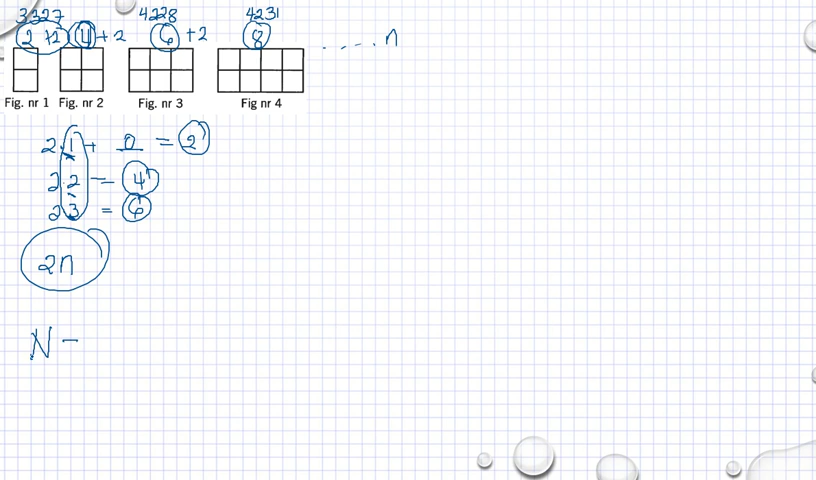 3327 4228 4231
2 +2 4 +2 6 +2 8 ..... n
Fig. nr 1 Fig. nr 2 Fig. nr 3 Fig nr 4
2·1 + 0 = 2
2·2 = 4
2·3 = 6
2n
N =